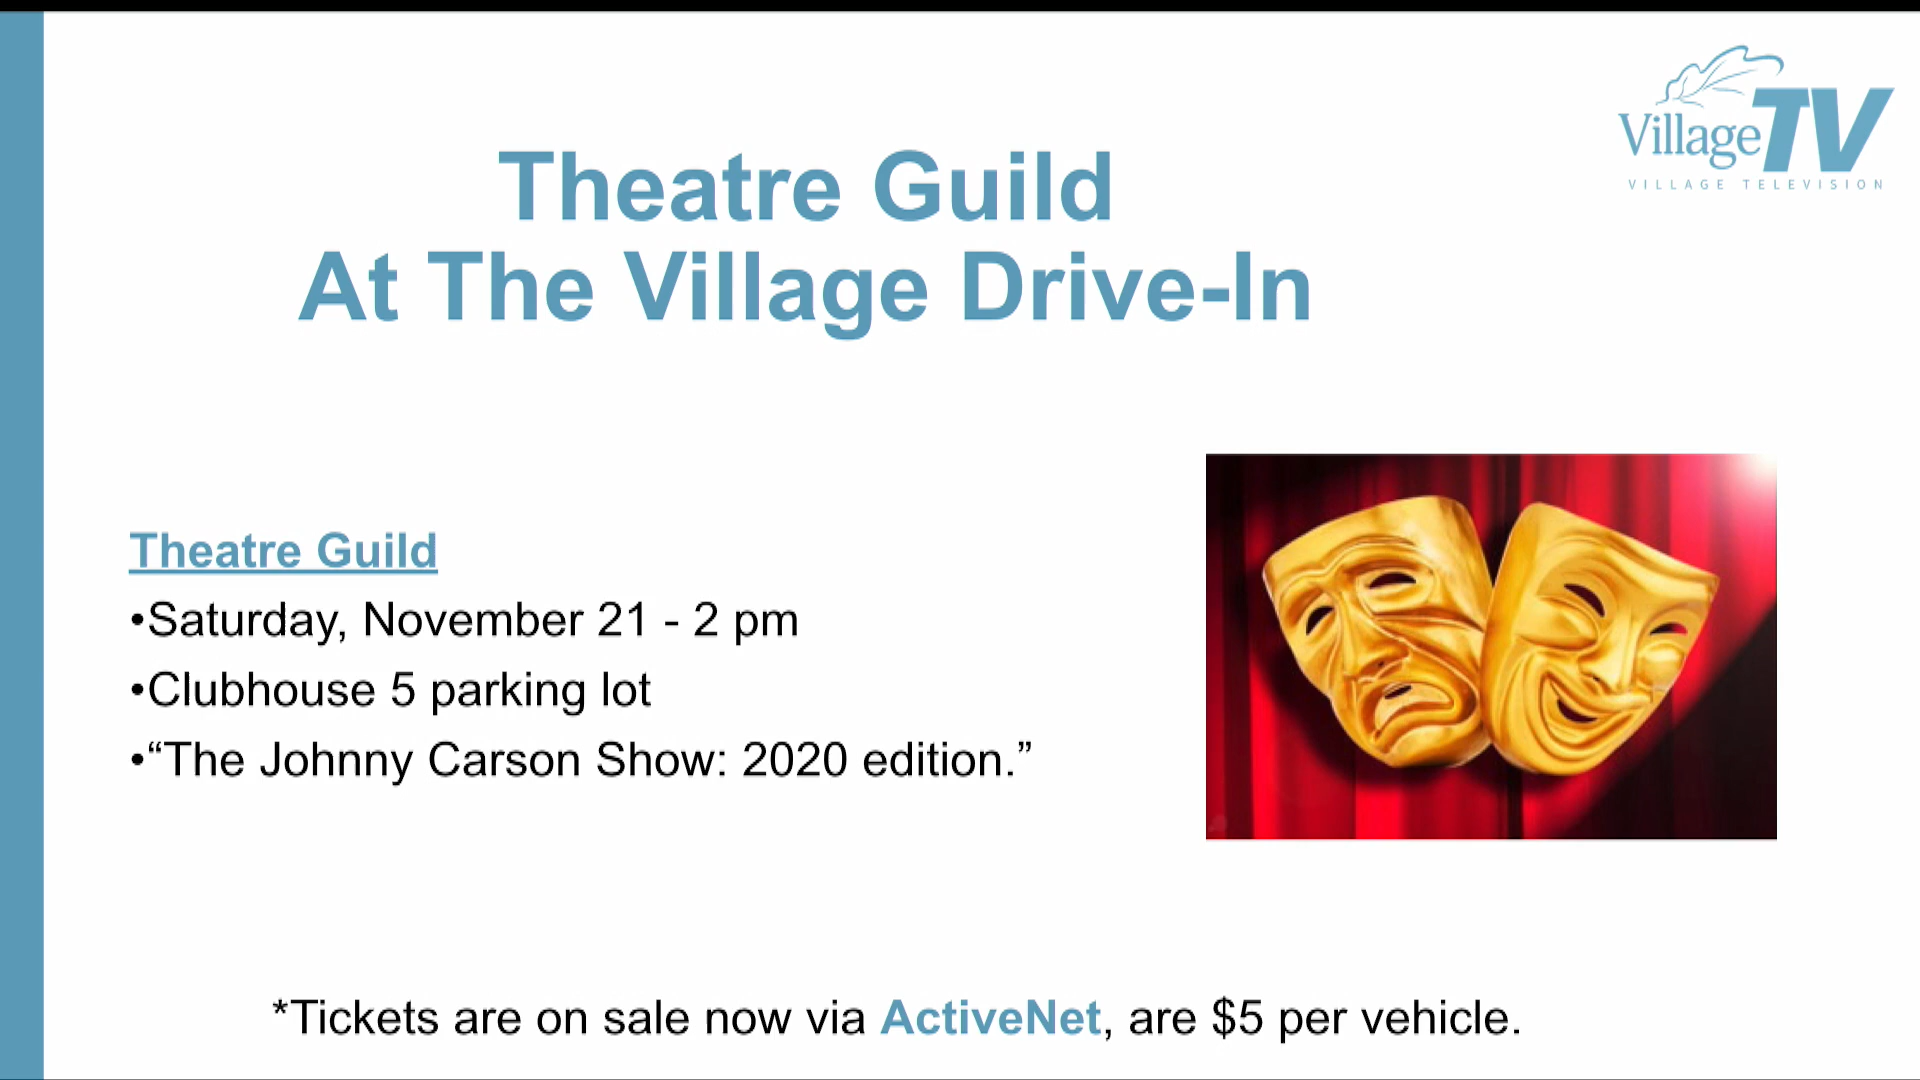 Village TV
VILLAGE TELEVISION
Theatre Guild
At The Village Drive-In
Theatre Guild
•Saturday, November 21 - 2 pm
•Clubhouse 5 parking lot
•“The Johnny Carson Show: 2020 edition.”
*Tickets are on sale now via ActiveNet, are $5 per vehicle.